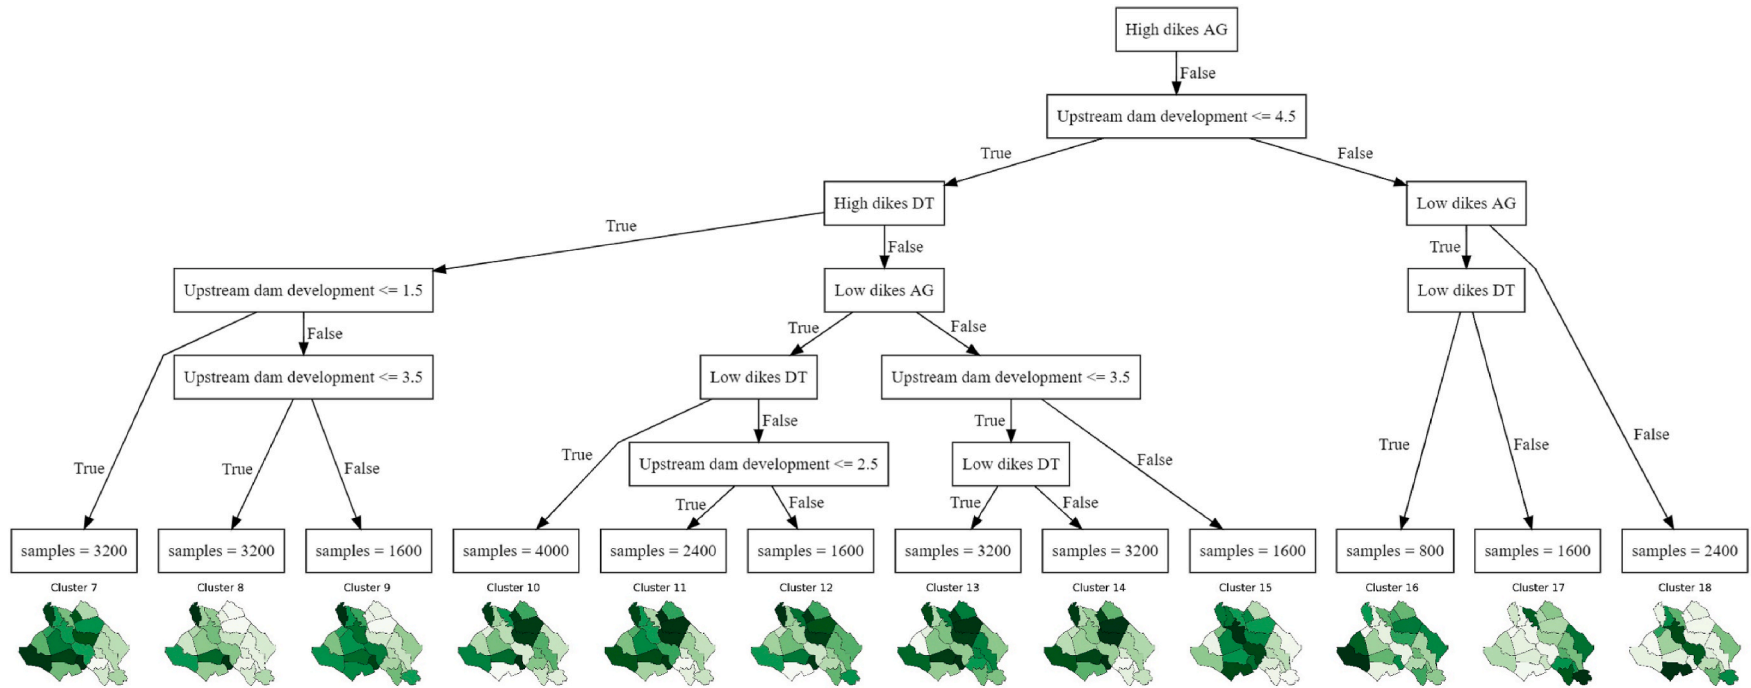 High dikes AG
False
Upstream dam development <= 4.5
True
False
High dikes DT
Low dikes AG
True
False
True
Upstream dam development <= 1.5
Low dikes AG
Low dikes DT
False
True
False
Upstream dam development <= 3.5
Low dikes DT
Upstream dam development <= 3.5
False
True
False
True
Upstream dam development <= 2.5
Low dikes DT
True
True
False
True
False
True
False
True
False
False
False
samples = 3200
samples = 3200
samples = 1600
samples = 4000
samples = 2400
samples = 1600
samples = 3200
samples = 3200
samples = 1600
samples = 800
samples = 1600
samples = 2400
Cluster 7
Cluster 8
Cluster 9
Cluster 10
Cluster 11
Cluster 12
Cluster 13
Cluster 14
Cluster 15
Cluster 16
Cluster 17
Cluster 18